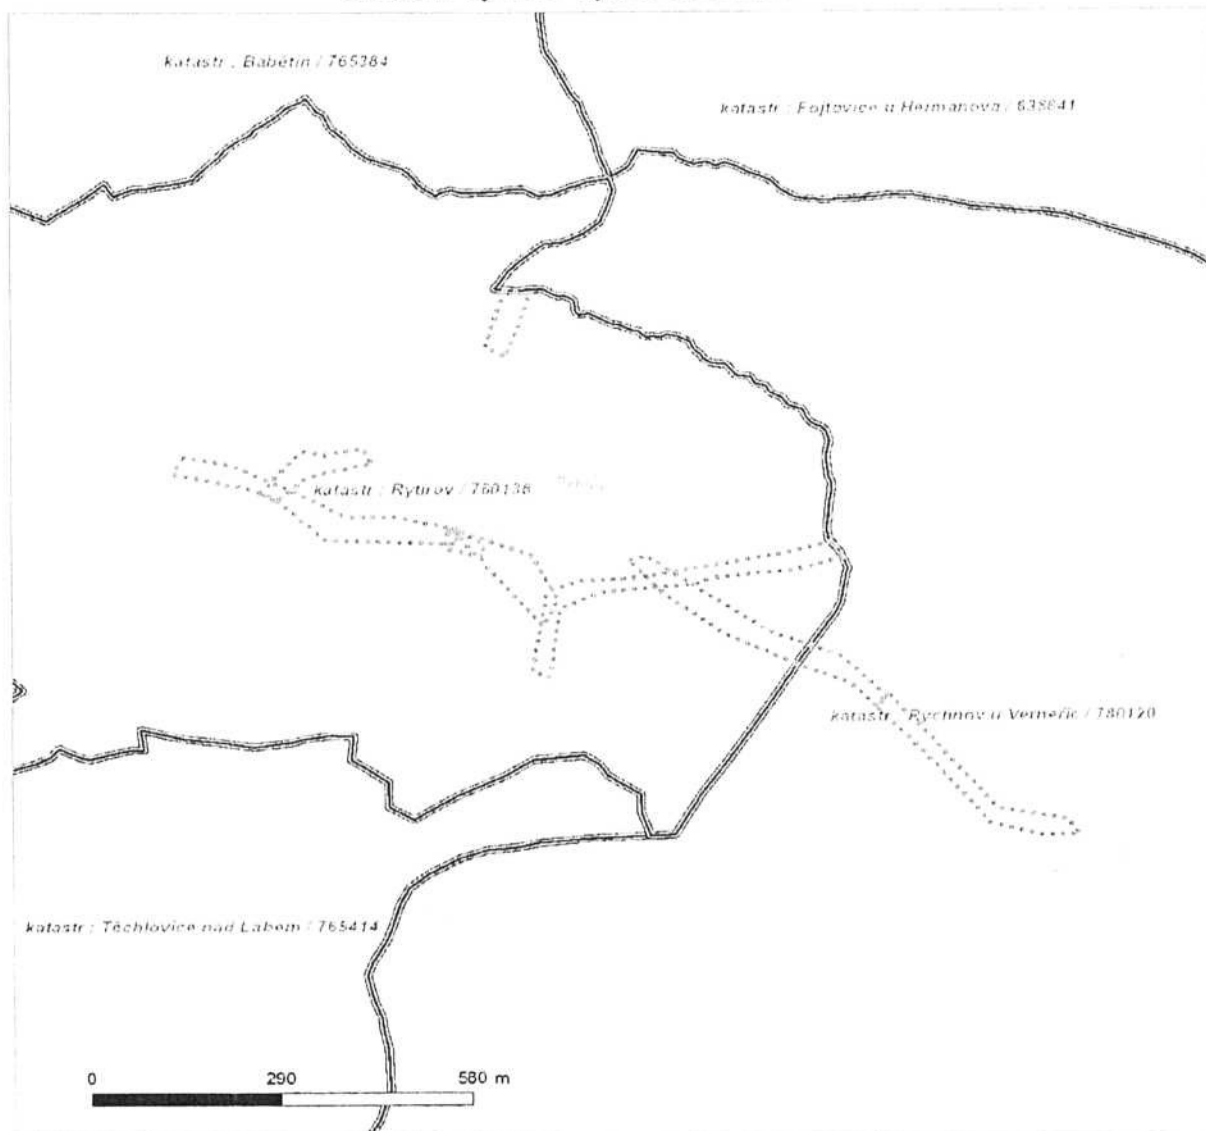 katastr : Babětín / 765384
katastr : Fojtovice u Heřmanova / 638641
katastr : Rytířov / 780138
katastr : Rychnov u Verneřic / 780120
katastr : Těchlovice nad Labem / 765414
0 290 580 m